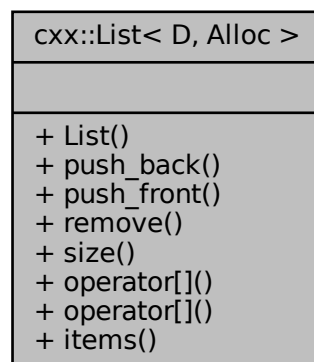 cxx::List< D, Alloc >
+ List()
+ push_back()
+ push_front()
+ remove()
+ size()
+ operator[]()
+ operator[]()
+ items()